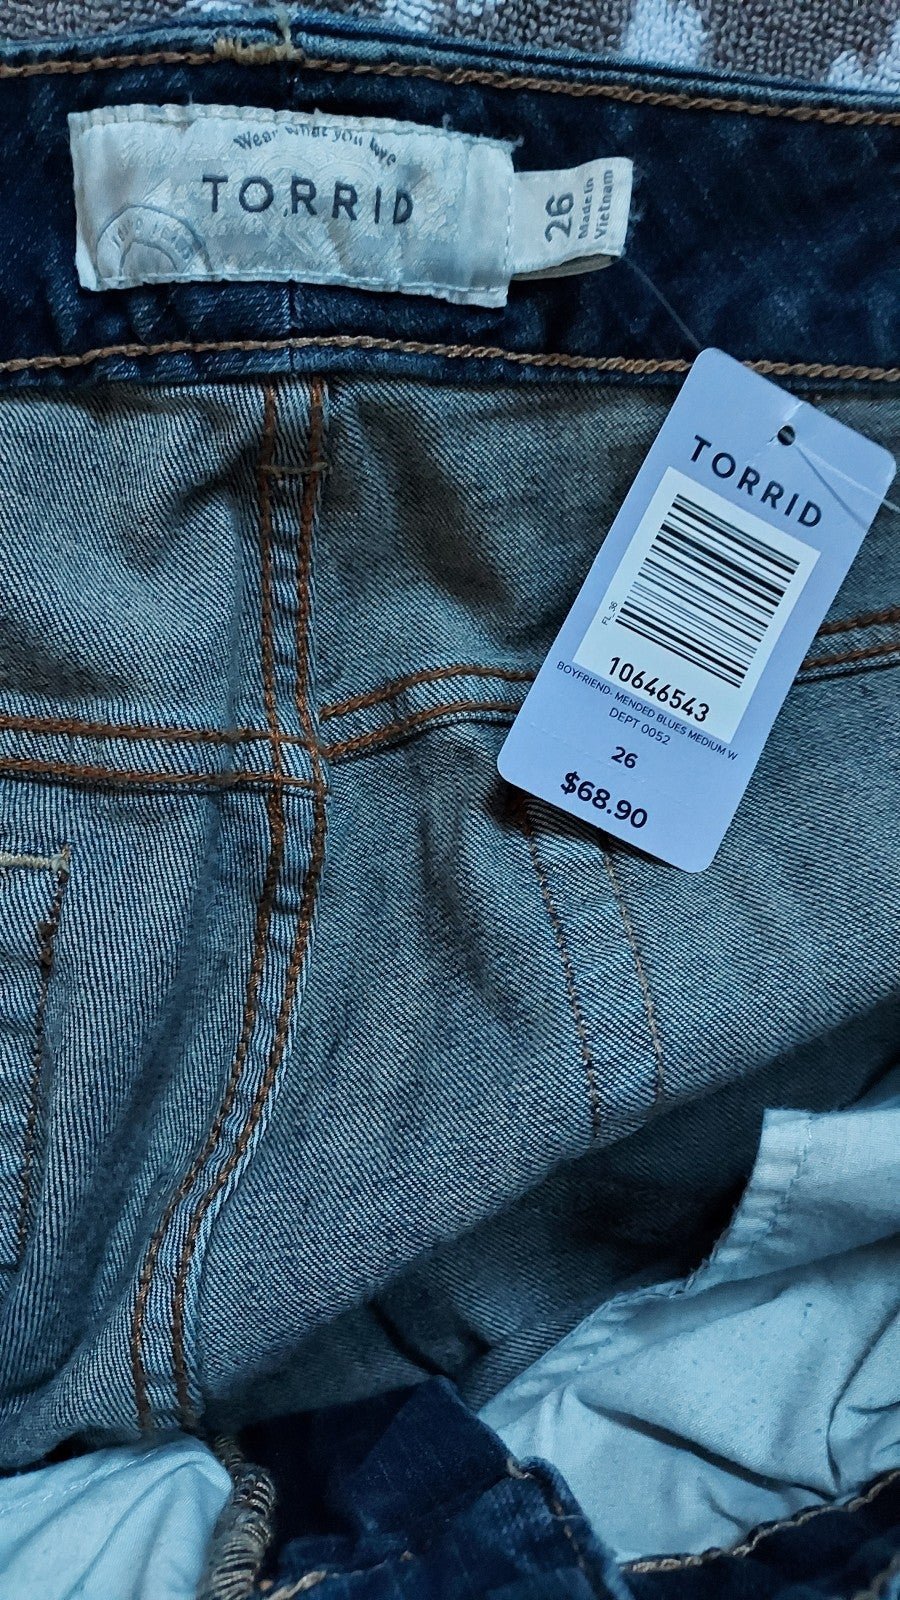 Wear what you love
TORRID
26
Made in
Vietnam
TORRID
FL_36
10646543
BOYFRIEND- MENDED BLUES MEDIUM W
DEPT 0052
26
$68.90